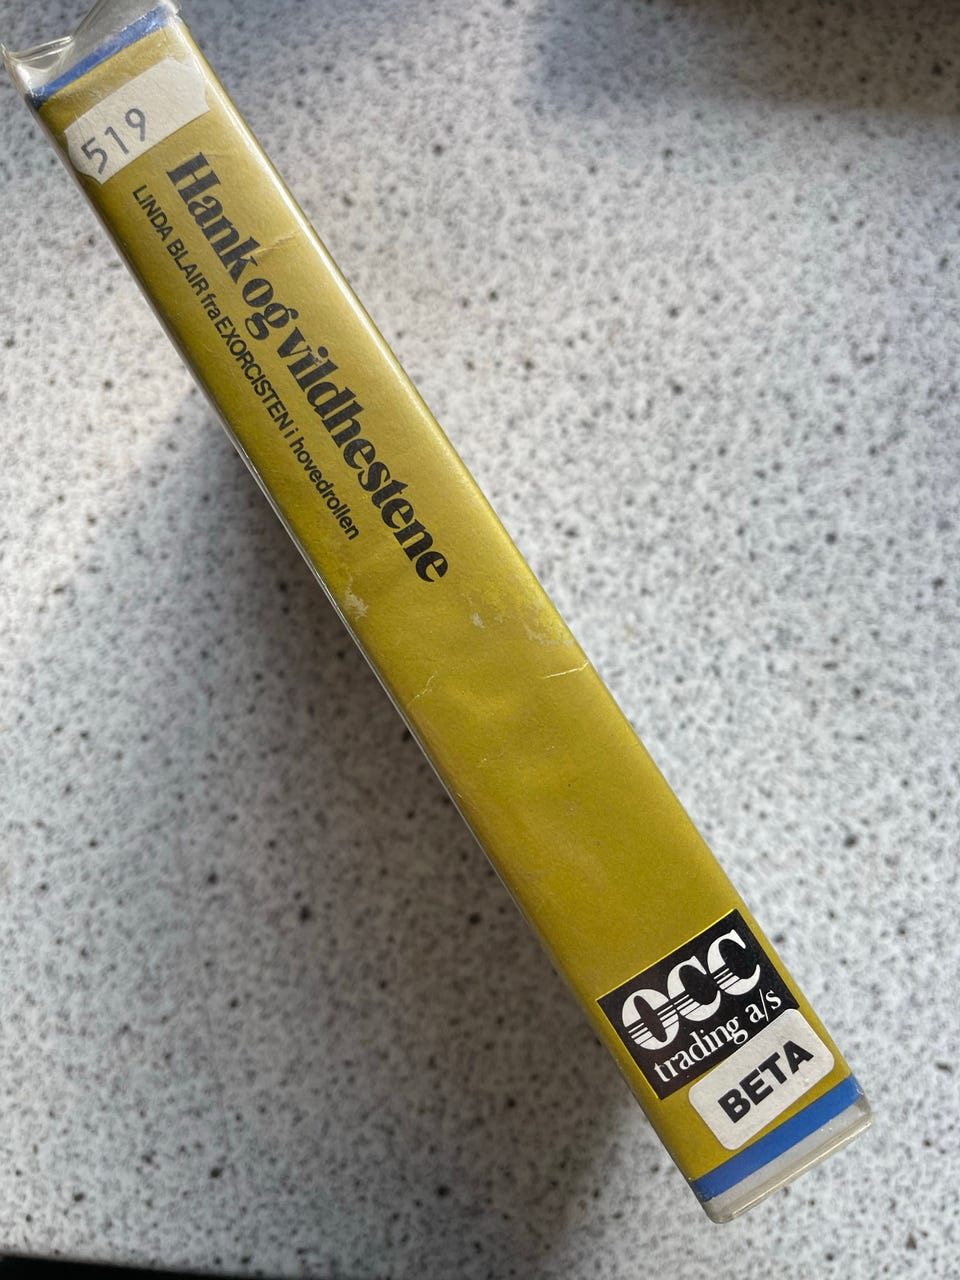 519
Hank og vildhestene
LINDA BLAIR fra EXORCISTEN i hovedrollen
OCC
trading a/s
BETA